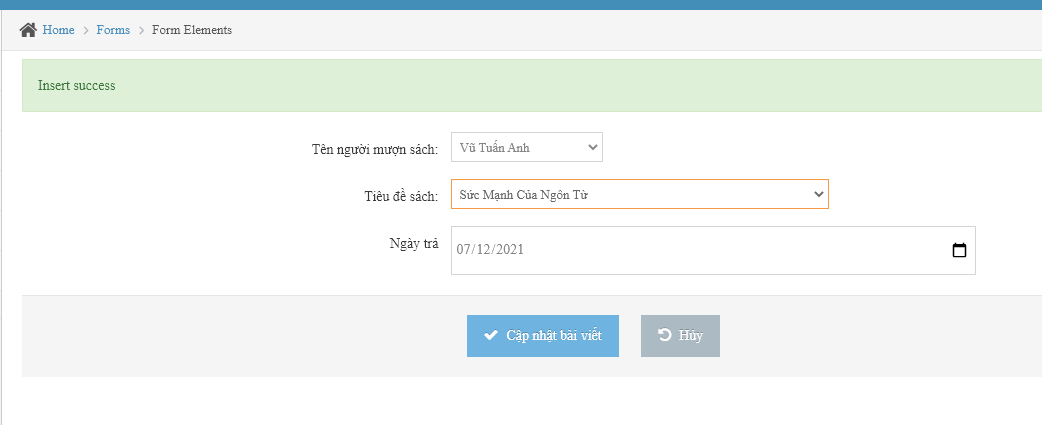 Home > Forms > Form Elements
Insert success
Tên người mượn sách: Vũ Tuấn Anh
Tiêu đề sách: Sức Mạnh Của Ngôn Từ
Ngày trả 07/12/2021
Cập nhật bài viết Hủy